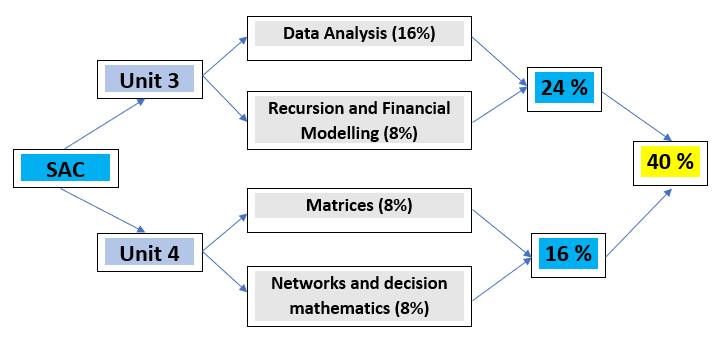 SAC
Unit 3
Data Analysis (16%)
Recursion and Financial
Modelling (8%)
24 %
Unit 4
Matrices (8%)
Networks and decision
mathematics (8%)
16 %
40 %